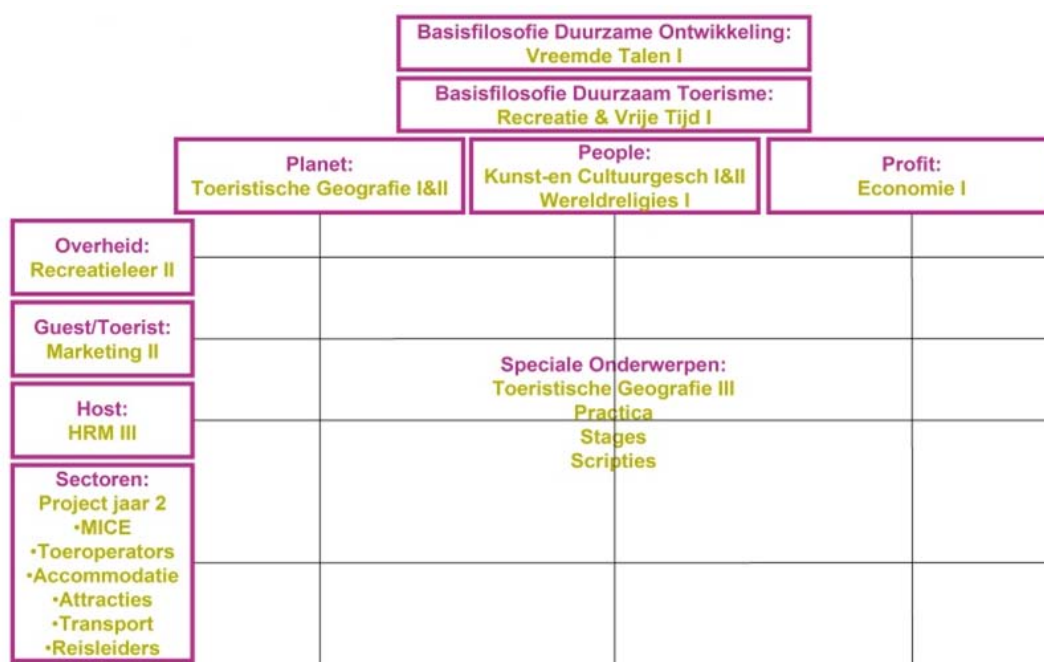 Basisfilosofie Duurzame Ontwikkeling:
Vreemde Talen I
Basisfilosofie Duurzaam Toerisme:
Recreatie & Vrije Tijd I
Planet:
Toeristische Geografie I&II
People:
Kunst-en Cultuurgesch I&II
Wereldreligies I
Profit:
Economie I
Overheid:
Recreatieleer II
Guest/Toerist:
Marketing II
Host:
HRM III
Sectoren:
Project jaar 2
•MICE
•Toeroperators
•Accommodatie
•Attracties
•Transport
•Reisleiders
Speciale Onderwerpen:
Toeristische Geografie III
Practica
Stages
Scripties